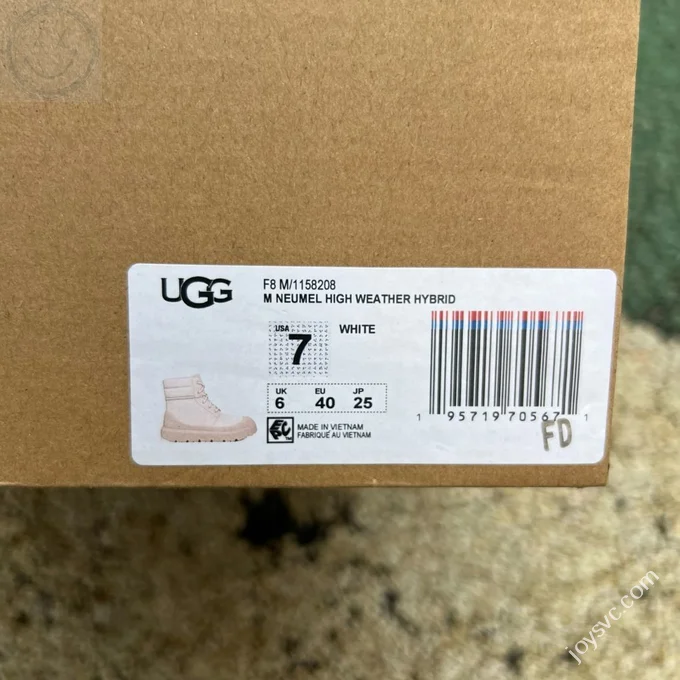 UGG
F8 M/1158208
M NEUMEL HIGH WEATHER HYBRID
USA
7
WHITE
UK EU JP
6 40 25
MADE IN VIETNAM
FABRIQUÉ AU VIETNAM
1 95719 70567 1
FD
joysvc.com